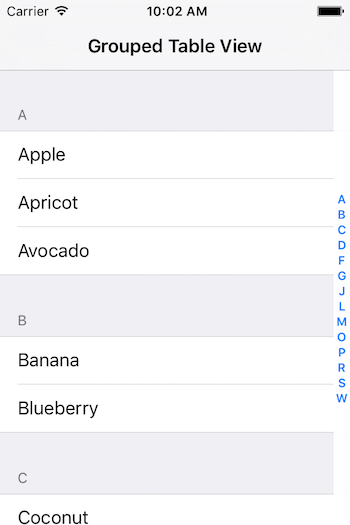 Carrier 10:02 AM
Grouped Table View
A
Apple
Apricot
Avocado
B
Banana
Blueberry
C
Coconut
A
B
C
D
F
G
J
L
M
O
P
R
S
W